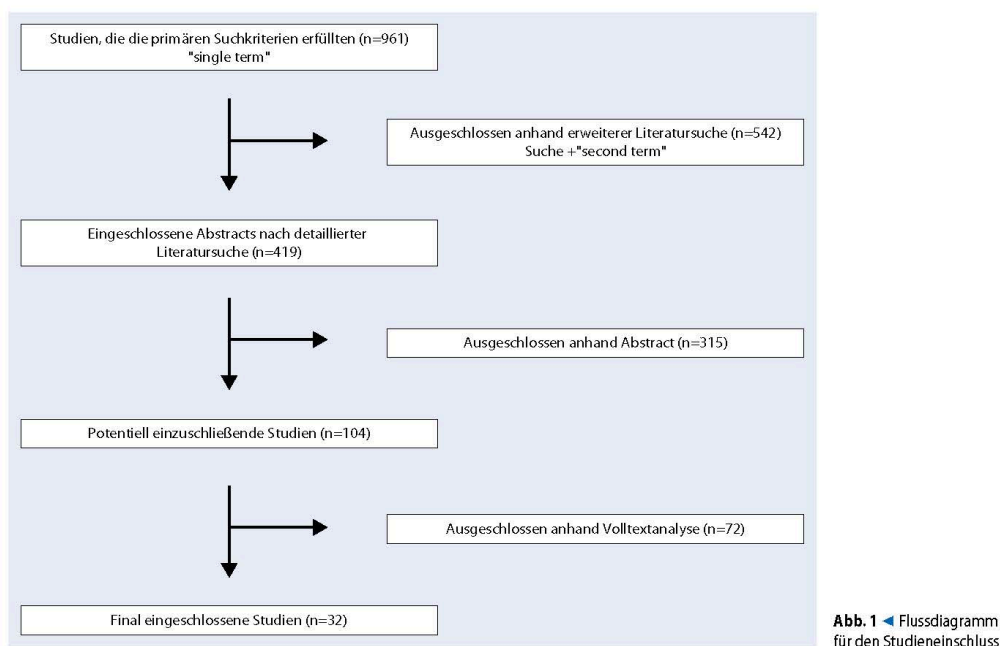 Studien, die die primären Suchkriterien erfüllten (n=961)
"single term"
Ausgeschlossen anhand erweiterer Literatursuche (n=542)
Suche +"second term"
Eingeschlossene Abstracts nach detaillierter
Literatursuche (n=419)
Ausgeschlossen anhand Abstract (n=315)
Potentiell einzuschließende Studien (n=104)
Ausgeschlossen anhand Volltextanalyse (n=72)
Final eingeschlossene Studien (n=32)
Abb. 1 ◄ Flussdiagramm
für den Studieneinschluss